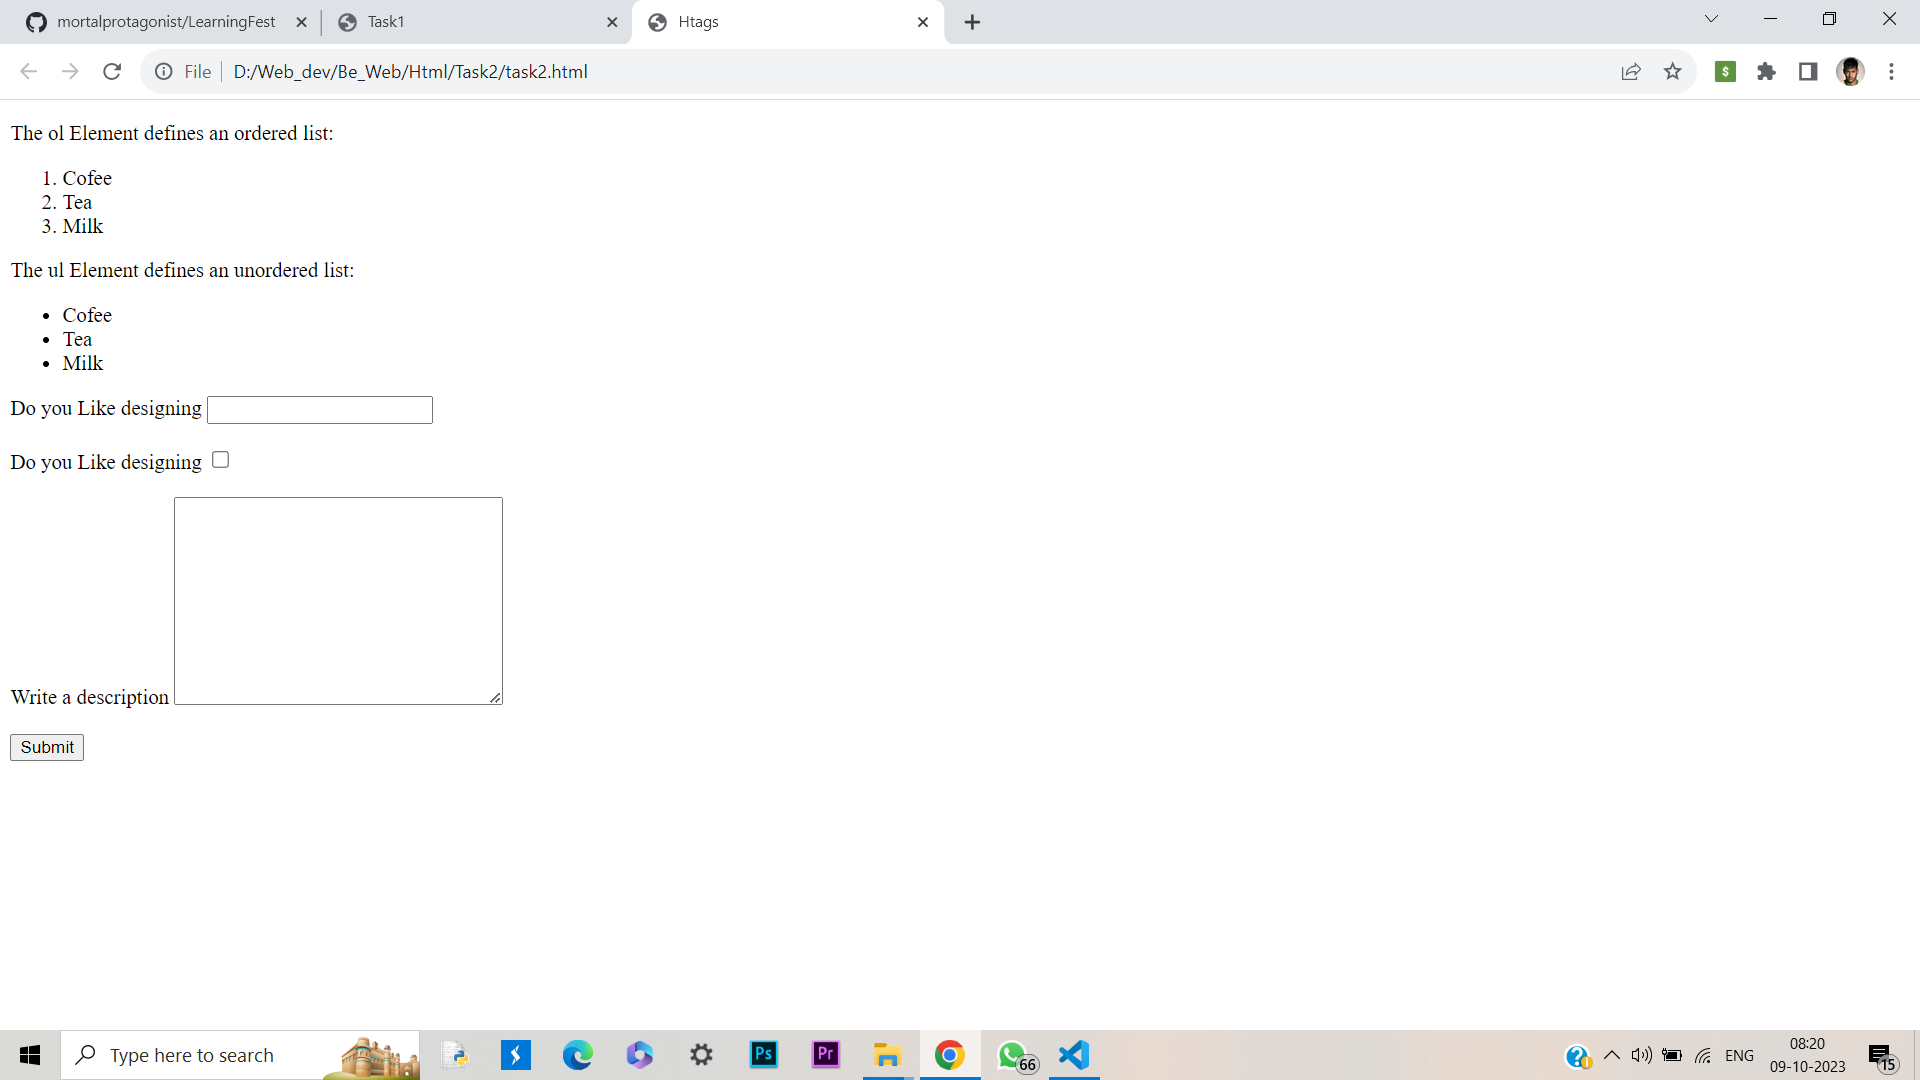 mortalprotagonist/LearningFest
Task1
Htags
File
D:/Web_dev/Be_Web/Html/Task2/task2.html
The ol Element defines an ordered list:
1. Cofee
2. Tea
3. Milk
The ul Element defines an unordered list:
• Cofee
• Tea
• Milk
Do you Like designing
Do you Like designing
Write a description
Submit
Type here to search
Ps
Pr
66
ENG
08:20
09-10-2023
15